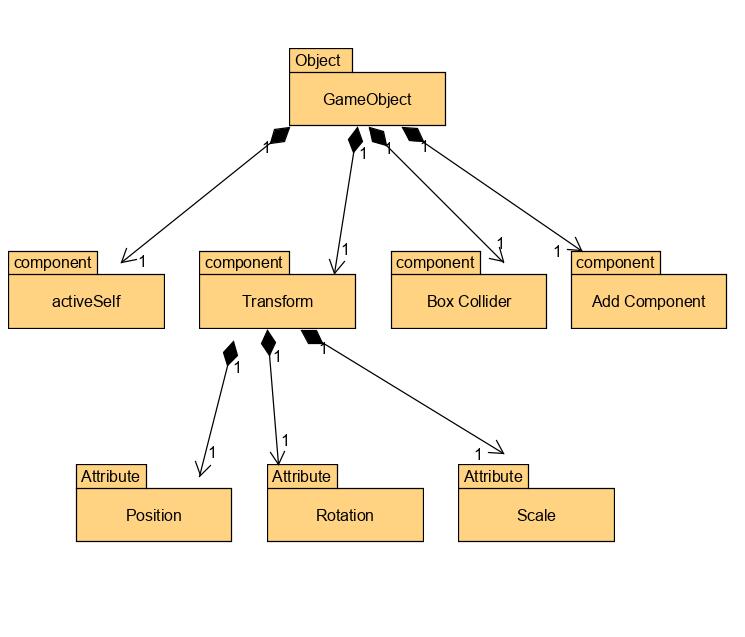 Object
GameObject
1 1 1 1
1 1 1 1
component component component component
activeSelf Transform Box Collider Add Component
1 1 1
1 1 1
Attribute Attribute Attribute
Position Rotation Scale